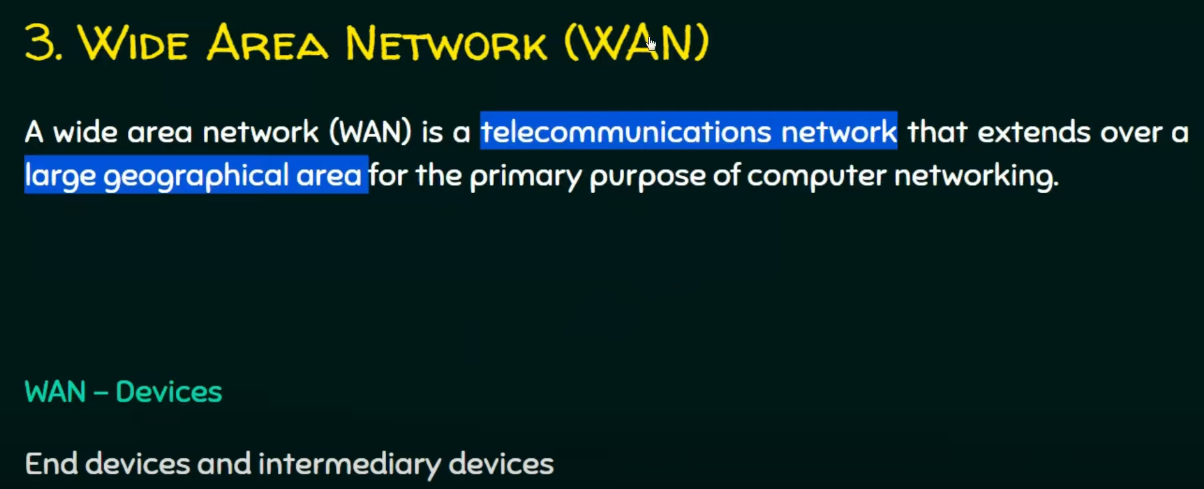 3. WIDE AREA NETWORK (WAN)
A wide area network (WAN) is a telecommunications network that extends over a
large geographical area for the primary purpose of computer networking.
WAN – Devices
End devices and intermediary devices